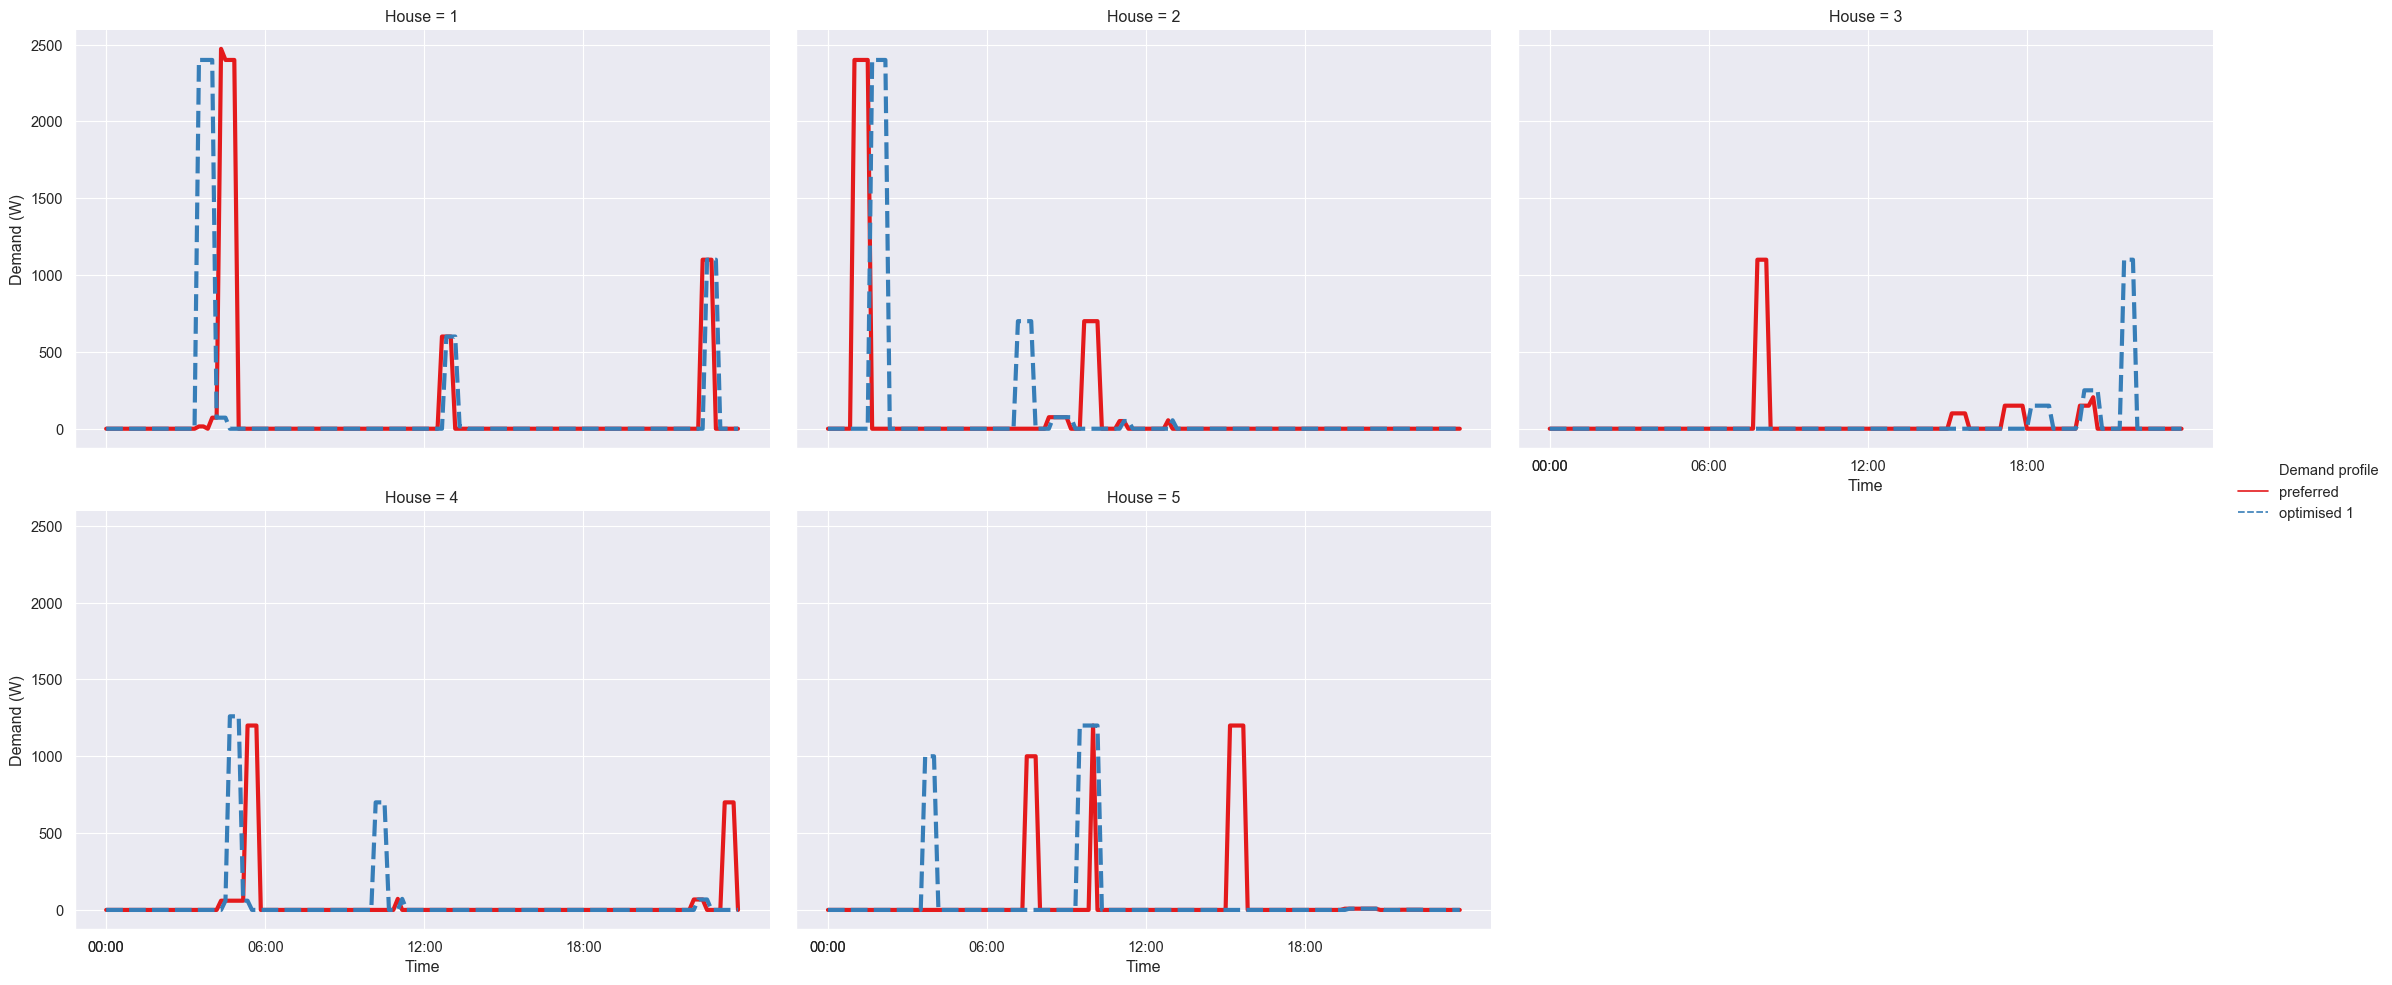 House = 1
House = 2
House = 3
2500
2000
1500
1000
500
0
Demand (W)
00:00
06:00
12:00
18:00
Time
Demand profile
preferred
optimised 1
House = 4
House = 5
2500
2000
1500
1000
500
0
Demand (W)
00:00
06:00
12:00
18:00
Time
00:00
06:00
12:00
18:00
Time